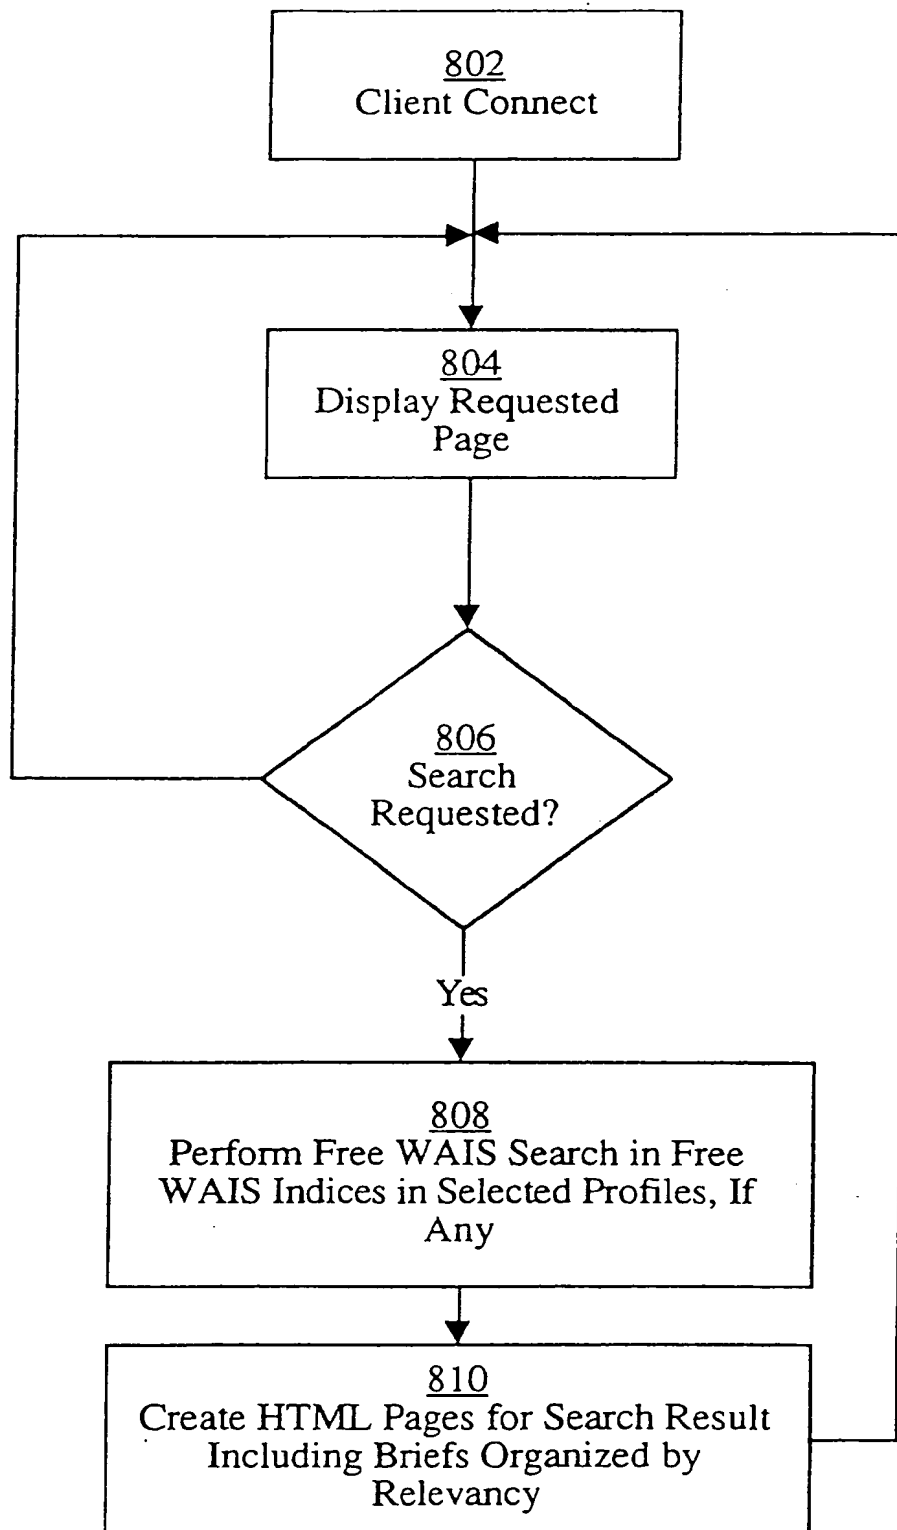 802
Client Connect
804
Display Requested
Page
806
Search
Requested?
Yes
808
Perform Free WAIS Search in Free
WAIS Indices in Selected Profiles, If
Any
810
Create HTML Pages for Search Result
Including Briefs Organized by
Relevancy